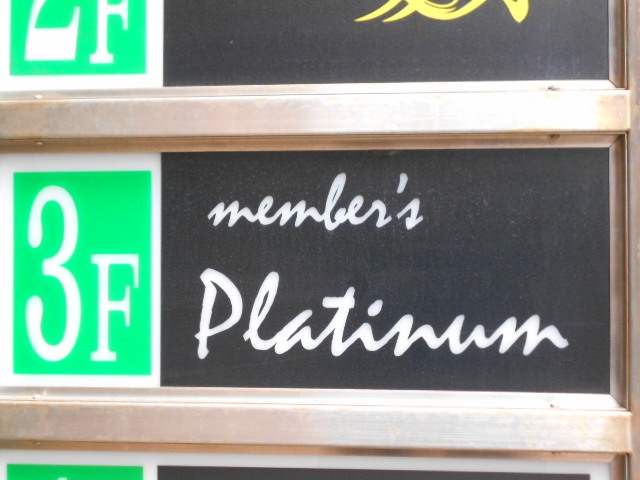 2F
3F
member's
Platinum